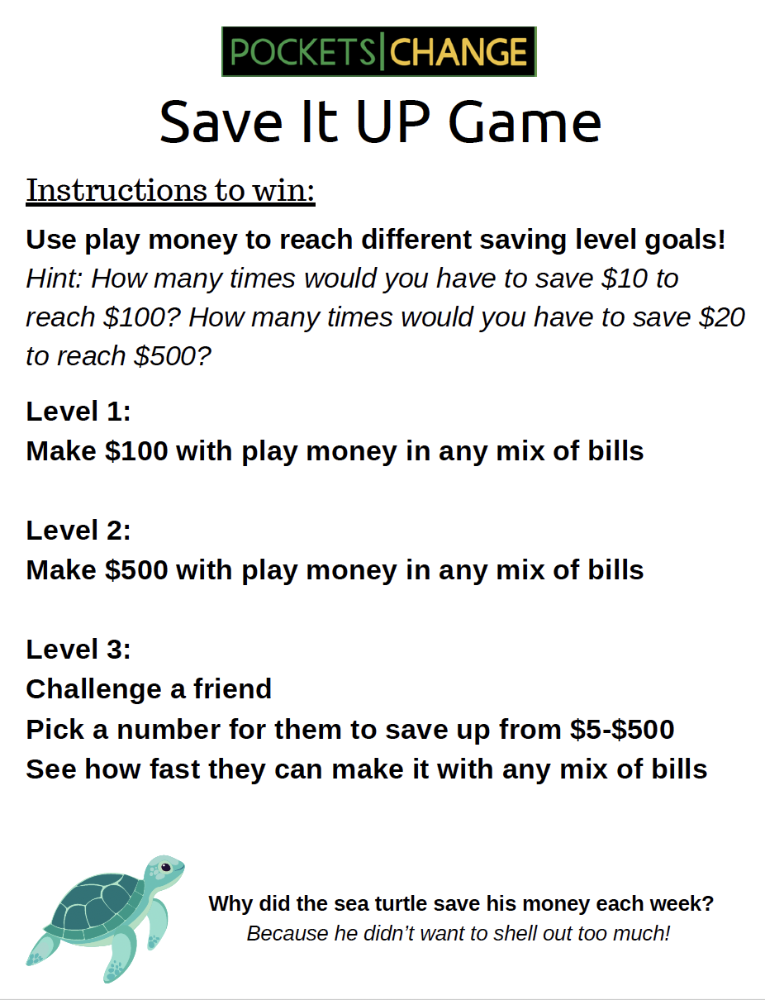 POCKETS|CHANGE
Save It UP Game
Instructions to win:
Use play money to reach different saving level goals!
Hint: How many times would you have to save $10 to
reach $100? How many times would you have to save $20
to reach $500?
Level 1:
Make $100 with play money in any mix of bills
Level 2:
Make $500 with play money in any mix of bills
Level 3:
Challenge a friend
Pick a number for them to save up from $5-$500
See how fast they can make it with any mix of bills
Why did the sea turtle save his money each week?
Because he didn’t want to shell out too much!